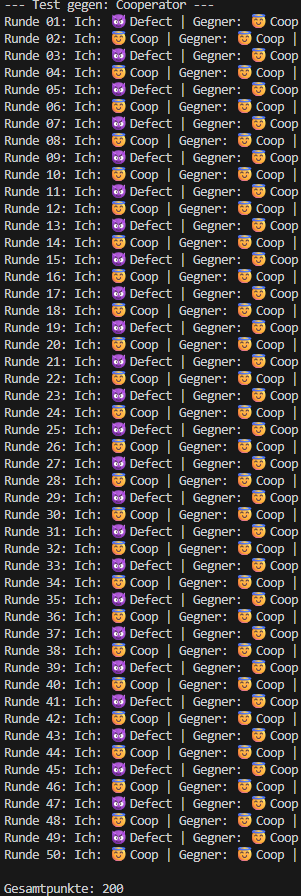 --- Test gegen: Cooperator ---
Runde 01: Ich: 😈 Defect | Gegner: 😇 Coop
Runde 02: Ich: 😇 Coop | Gegner: 😇 Coop |
Runde 03: Ich: 😈 Defect | Gegner: 😇 Coop
Runde 04: Ich: 😇 Coop | Gegner: 😇 Coop |
Runde 05: Ich: 😈 Defect | Gegner: 😇 Coop
Runde 06: Ich: 😇 Coop | Gegner: 😇 Coop |
Runde 07: Ich: 😈 Defect | Gegner: 😇 Coop
Runde 08: Ich: 😇 Coop | Gegner: 😇 Coop |
Runde 09: Ich: 😈 Defect | Gegner: 😇 Coop
Runde 10: Ich: 😇 Coop | Gegner: 😇 Coop |
Runde 11: Ich: 😈 Defect | Gegner: 😇 Coop
Runde 12: Ich: 😇 Coop | Gegner: 😇 Coop |
Runde 13: Ich: 😈 Defect | Gegner: 😇 Coop
Runde 14: Ich: 😇 Coop | Gegner: 😇 Coop |
Runde 15: Ich: 😈 Defect | Gegner: 😇 Coop
Runde 16: Ich: 😇 Coop | Gegner: 😇 Coop |
Runde 17: Ich: 😈 Defect | Gegner: 😇 Coop
Runde 18: Ich: 😇 Coop | Gegner: 😇 Coop |
Runde 19: Ich: 😈 Defect | Gegner: 😇 Coop
Runde 20: Ich: 😇 Coop | Gegner: 😇 Coop |
Runde 21: Ich: 😈 Defect | Gegner: 😇 Coop
Runde 22: Ich: 😇 Coop | Gegner: 😇 Coop |
Runde 23: Ich: 😈 Defect | Gegner: 😇 Coop
Runde 24: Ich: 😇 Coop | Gegner: 😇 Coop |
Runde 25: Ich: 😈 Defect | Gegner: 😇 Coop
Runde 26: Ich: 😇 Coop | Gegner: 😇 Coop |
Runde 27: Ich: 😈 Defect | Gegner: 😇 Coop
Runde 28: Ich: 😇 Coop | Gegner: 😇 Coop |
Runde 29: Ich: 😈 Defect | Gegner: 😇 Coop
Runde 30: Ich: 😇 Coop | Gegner: 😇 Coop |
Runde 31: Ich: 😈 Defect | Gegner: 😇 Coop
Runde 32: Ich: 😇 Coop | Gegner: 😇 Coop |
Runde 33: Ich: 😈 Defect | Gegner: 😇 Coop
Runde 34: Ich: 😇 Coop | Gegner: 😇 Coop |
Runde 35: Ich: 😈 Defect | Gegner: 😇 Coop
Runde 36: Ich: 😇 Coop | Gegner: 😇 Coop |
Runde 37: Ich: 😈 Defect | Gegner: 😇 Coop
Runde 38: Ich: 😇 Coop | Gegner: 😇 Coop |
Runde 39: Ich: 😈 Defect | Gegner: 😇 Coop
Runde 40: Ich: 😇 Coop | Gegner: 😇 Coop |
Runde 41: Ich: 😈 Defect | Gegner: 😇 Coop
Runde 42: Ich: 😇 Coop | Gegner: 😇 Coop |
Runde 43: Ich: 😈 Defect | Gegner: 😇 Coop
Runde 44: Ich: 😇 Coop | Gegner: 😇 Coop |
Runde 45: Ich: 😈 Defect | Gegner: 😇 Coop
Runde 46: Ich: 😇 Coop | Gegner: 😇 Coop |
Runde 47: Ich: 😈 Defect | Gegner: 😇 Coop
Runde 48: Ich: 😇 Coop | Gegner: 😇 Coop |
Runde 49: Ich: 😈 Defect | Gegner: 😇 Coop
Runde 50: Ich: 😇 Coop | Gegner: 😇 Coop |
Gesamtpunkte: 200